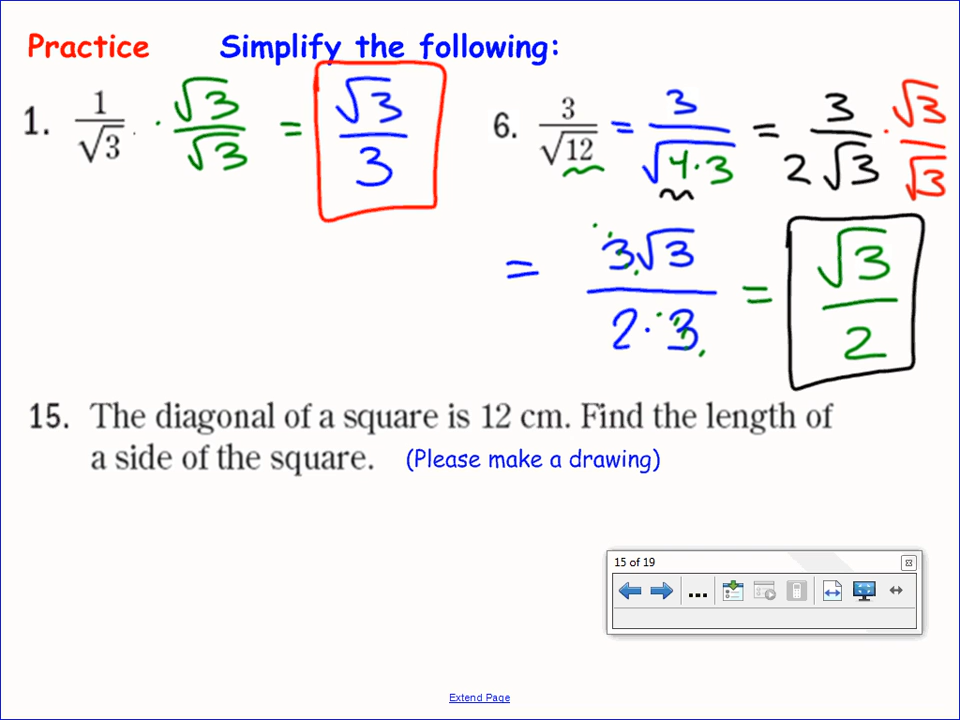 Practice Simplify the following:
1. 1/√3 · √3/√3 = √3/3
6. 3/√12 = 3/√4·3 = 3/2√3 · √3/√3
= 3√3/2·3 = √3/2
15. The diagonal of a square is 12 cm. Find the length of
a side of the square. (Please make a drawing)
15 of 19
...
Extend Page